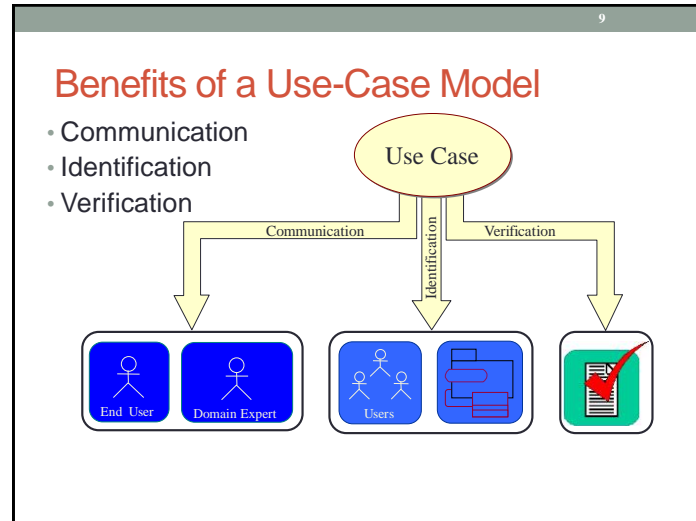 9
Benefits of a Use-Case Model
• Communication
• Identification
• Verification
Use Case
Communication
Identification
Verification
End User
Domain Expert
Users